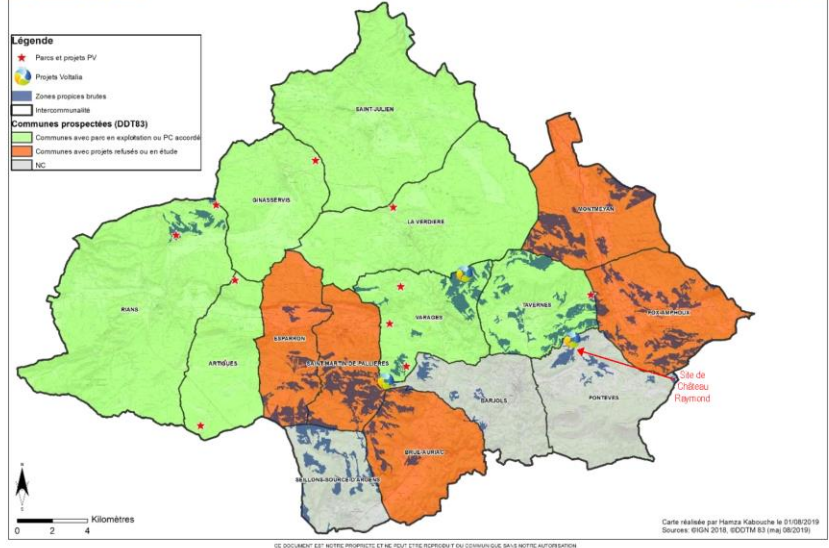 Légende
Parcs et projets PV
Projets Voltalia
Zones propices brutes
Intercommunalité
Communes prospectées (DDT83)
Communes avec parc en exploitation ou PC accordé
Communes avec projets refusés ou en étude
NC
SAINT-JULIEN
GINASSERVIS
LA VERDIERE
MONTMEYAN
RIANS
VARAGES
TAVERNES
FOX-AMPHOUX
ESPARRON
ARTIGUES
SAINT-MARTIN-DE-PALLIERES
BARJOLS
PONTEVES
Site de
Château
Raymond
BRUE-AURIAC
SEILLONS-SOURCE-D'ARGENS
0 2 4 Kilomètres
Carte réalisée par Hamza Kabouche le 01/08/2019
Sources: ©IGN 2018, ©DDTM 83 (maj 08/2019)
CE DOCUMENT EST NOTRE PROPRIETE ET NE PEUT ETRE REPRODUIT OU COMMUNIQUE SANS NOTRE AUTORISATION